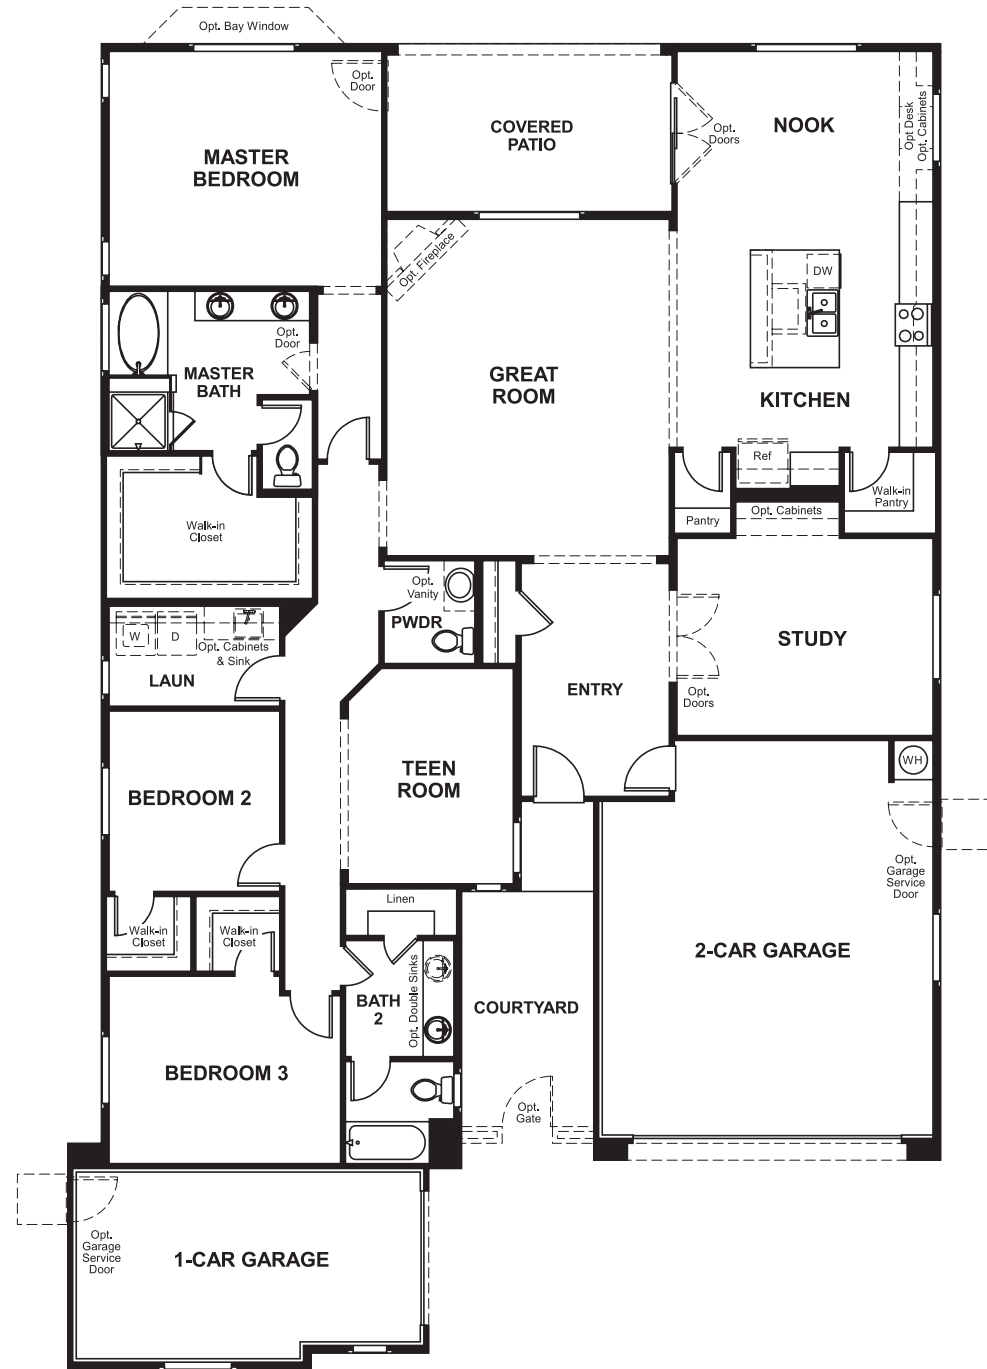 Opt. Bay Window
Opt.
Door
MASTER
BEDROOM
COVERED
PATIO
Opt.
Doors
NOOK
Opt Desk
Opt. Cabinets
Opt. Fireplace
DW
Opt.
Door
MASTER
BATH
GREAT
ROOM
KITCHEN
Ref
Walk-in
Pantry
Pantry
Opt. Cabinets
Walk-in
Closet
Opt.
Vanity
PWDR
W
D
Opt. Cabinets
& Sink
LAUN
STUDY
ENTRY
Opt.
Doors
WH
TEEN
ROOM
BEDROOM 2
Opt.
Garage
Service
Door
Linen
Walk-in
Closet
Walk-in
Closet
2-CAR GARAGE
BATH
2
Opt. Double Sinks
COURTYARD
BEDROOM 3
Opt.
Gate
Opt.
Garage
Service
Door
1-CAR GARAGE